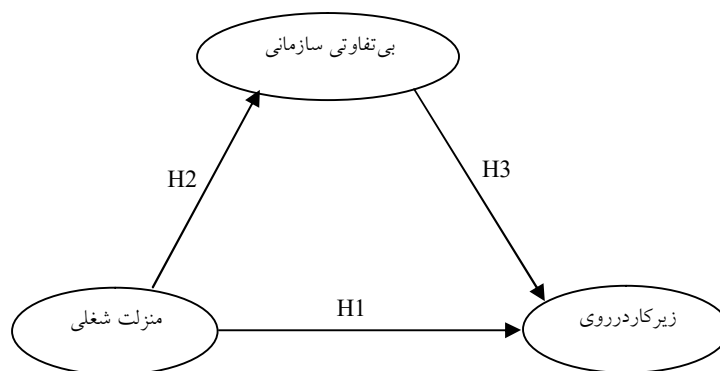 بی‌تفاوتی سازمانی
H2
H3
منزلت شغلی
H1
زیرکاردرروی